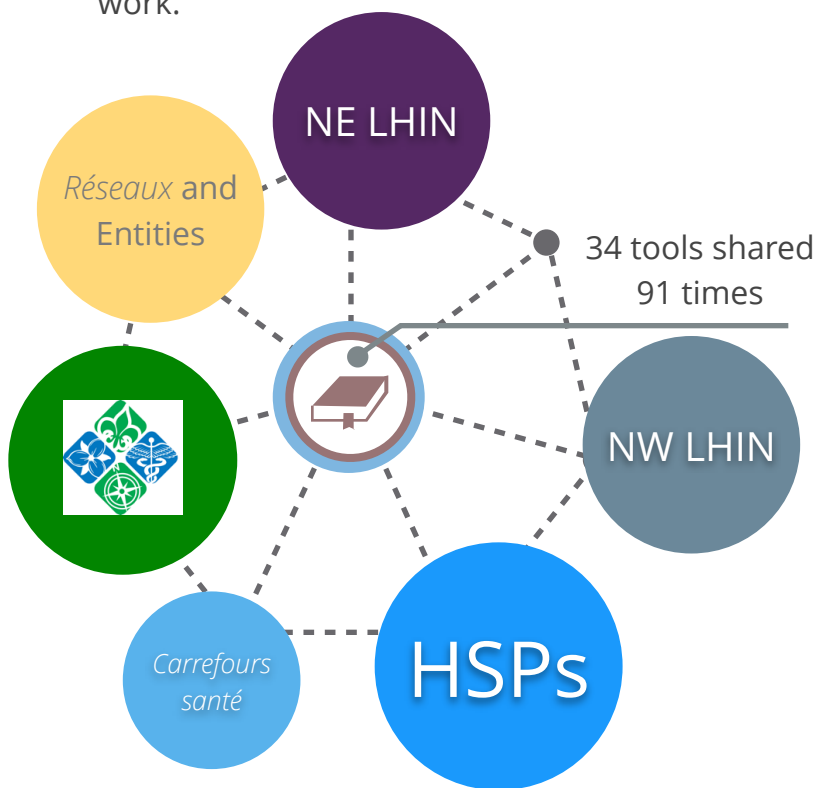 work.
NE LHIN
Réseaux and
Entities
34 tools shared
91 times
NW LHIN
HSPs
Carrefours
santé